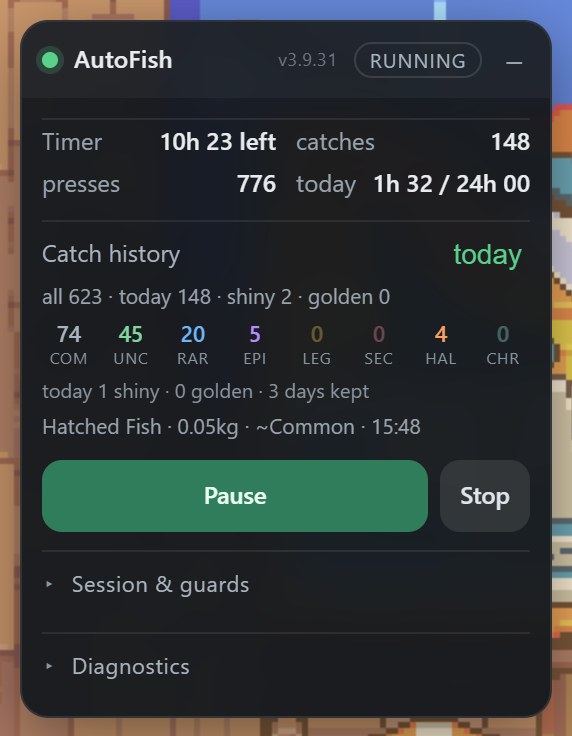 AutoFish v3.9.31 RUNNING –
Timer 10h 23 left catches 148
presses 776 today 1h 32 / 24h 00
Catch history today
all 623 · today 148 · shiny 2 · golden 0
74 45 20 5 0 0 4 0
COM UNC RAR EPI LEG SEC HAL CHR
today 1 shiny · 0 golden · 3 days kept
Hatched Fish · 0.05kg · ~Common · 15:48
Pause Stop
‣ Session & guards
‣ Diagnostics